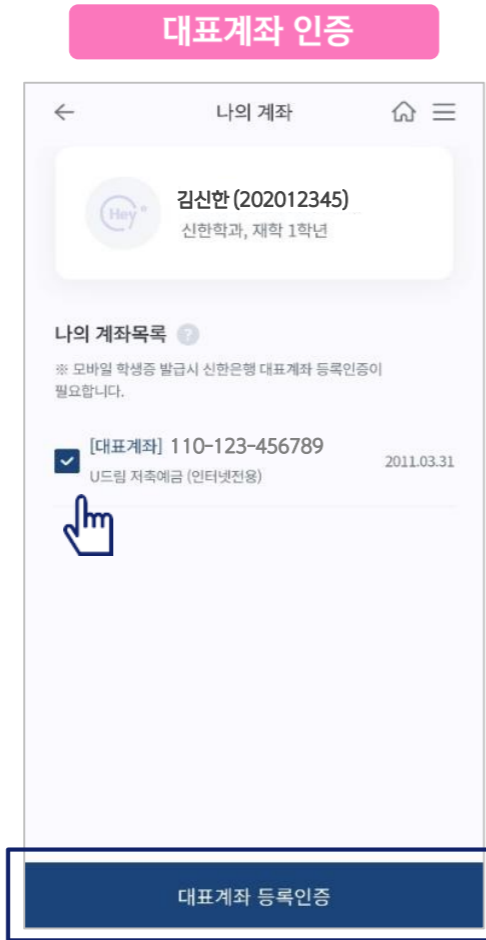 대표계좌 인증
나의 계좌
Hey
김신한 (202012345)
신한학과, 재학 1학년
나의 계좌목록 ?
※ 모바일 학생증 발급시 신한은행 대표계좌 등록인증이
필요합니다.
[대표계좌] 110-123-456789
2011.03.31
U드림 저축예금 (인터넷전용)
대표계좌 등록인증